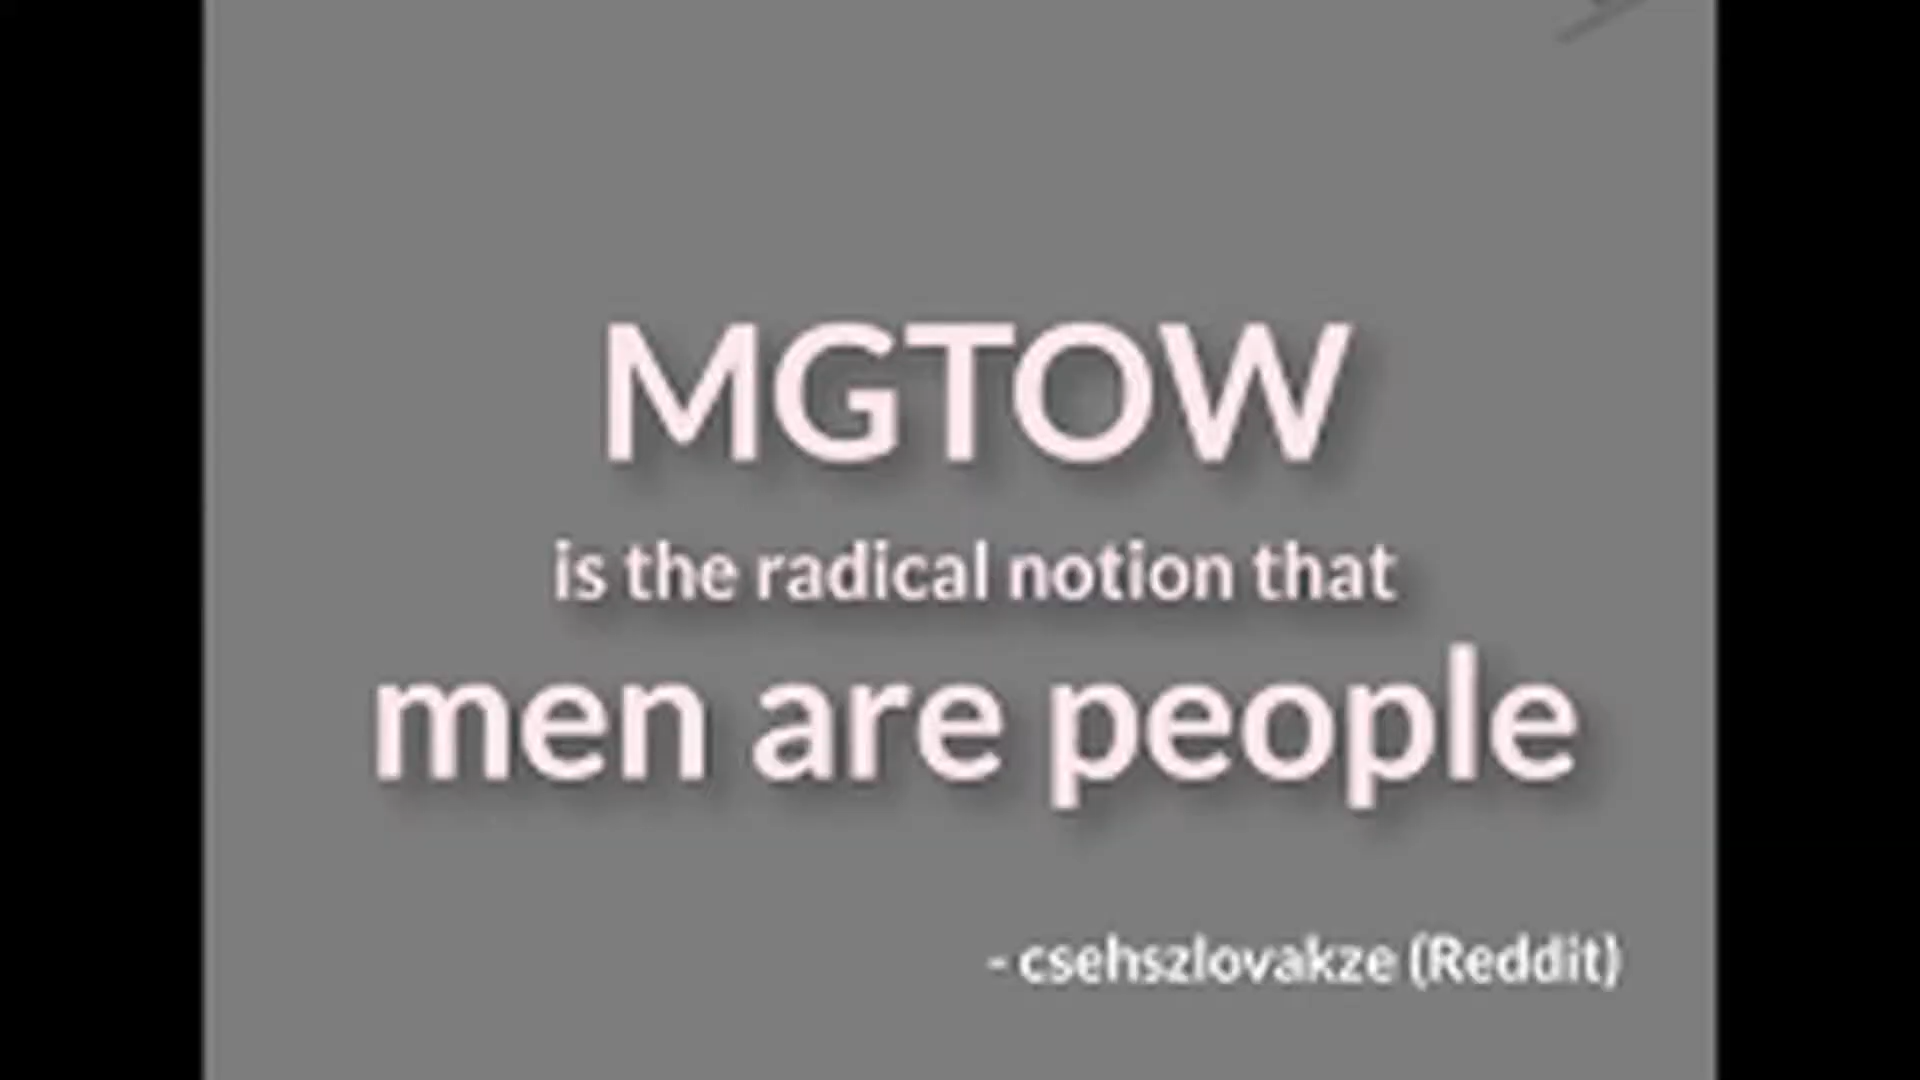 MGTOW
is the radical notion that
men are people
- csehszlovakze (Reddit)